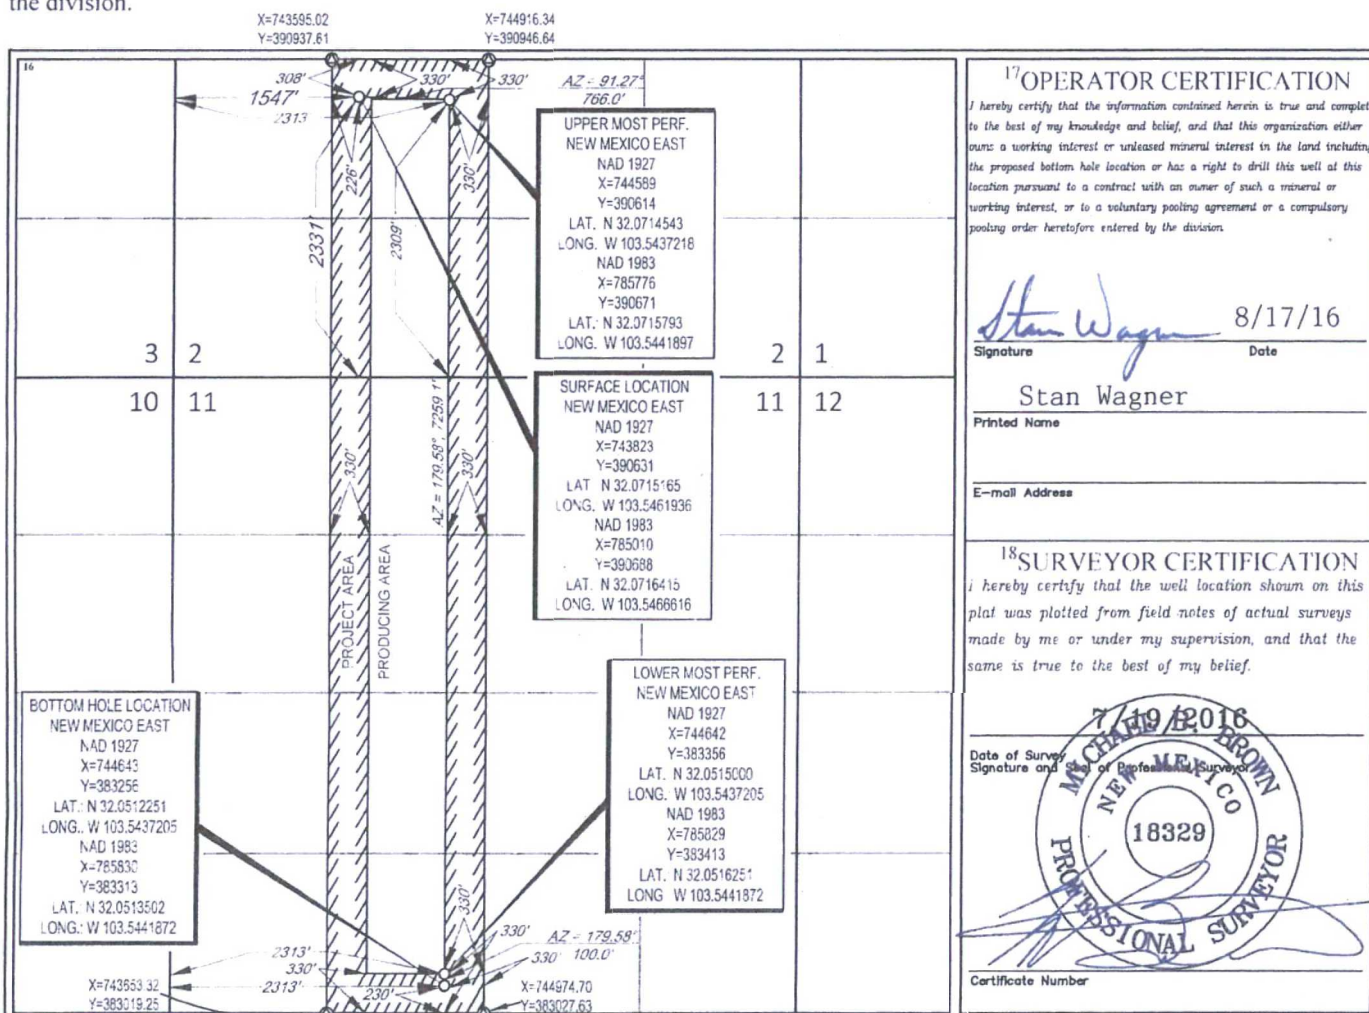 the division.
X=743595.02
Y=390937.61
X=744916.34
Y=390946.64
16
308'
330'
330'
AZ = 91.27°
766.0'
1547'
2313
226'
330'
2331'
2309'
UPPER MOST PERF.
NEW MEXICO EAST
NAD 1927
X=744589
Y=390614
LAT. N 32.0714543
LONG. W 103.5437218
NAD 1983
X=785776
Y=390671
LAT.: N 32.0715793
LONG. W 103.5441897
3 2
2 1
10 11
11 12
SURFACE LOCATION
NEW MEXICO EAST
NAD 1927
X=743823
Y=390631
LAT N 32.0715165
LONG. W 103.5461936
NAD 1983
X=785010
Y=390688
LAT.: N 32.0716415
LONG. W 103.5466616
AZ = 179.58°, 7259.1'
330'
330'
PROJECT AREA
PRODUCING AREA
BOTTOM HOLE LOCATION
NEW MEXICO EAST
NAD 1927
X=744643
Y=383256
LAT.: N 32.0512251
LONG.. W 103.5437205
NAD 1983
X=785830
Y=383313
LAT.: N 32.0513502
LONG.: W 103.5441872
LOWER MOST PERF.
NEW MEXICO EAST
NAD 1927
X=744642
Y=383356
LAT. N 32.0515000
LONG.: W 103.5437205
NAD 1983
X=785829
Y=383413
LAT.: N 32.0516251
LONG W 103.5441872
330'
330'
AZ = 179.58°
100.0'
2313'
330'
330'
2313'
230'
X=743653.32
Y=383019.25
X=744974.70
Y=383027.63
17 OPERATOR CERTIFICATION
I hereby certify that the information contained herein is true and complet
to the best of my knowledge and belief, and that this organization either
owns a working interest or unleased mineral interest in the land including
the proposed bottom hole location or has a right to drill this well at this
location pursuant to a contract with an owner of such a mineral or
working interest, or to a voluntary pooling agreement or a compulsory
pooling order heretofore entered by the division
Stan Wagner 8/17/16
Signature Date
Stan Wagner
Printed Name
E-mail Address
18 SURVEYOR CERTIFICATION
I hereby certify that the well location shown on this
plat was plotted from field notes of actual surveys
made by me or under my supervision, and that the
same is true to the best of my belief.
7/19/2016
Date of Survey
Signature and Seal of Professional Surveyor
MICHAEL B. BROWN
NEW MEXICO
18329
PROFESSIONAL SURVEYOR
Certificate Number